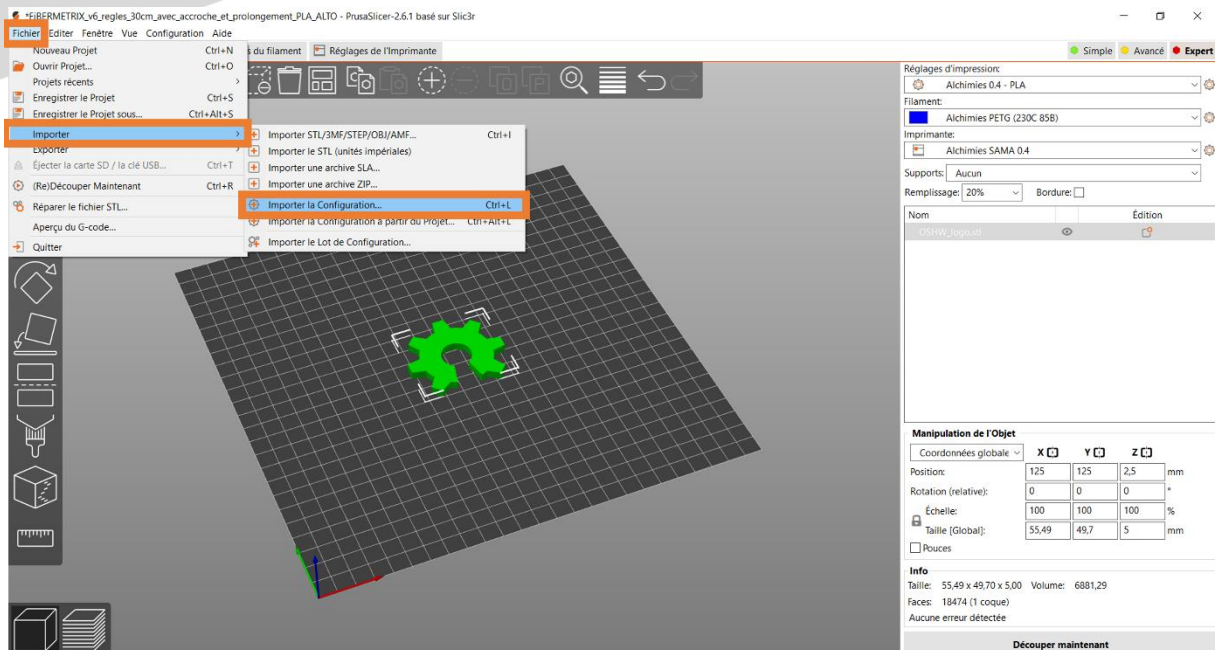 *FiBERMETRIX_v6_regles_30cm_avec_accroche_et_prolongement_PLA_ALTO - PrusaSlicer-2.6.1 basé sur Slic3r
Fichier Editer Fenêtre Vue Configuration Aide
Nouveau Projet Ctrl+N
Ouvrir Projet... Ctrl+O
Projets récents
Enregistrer le Projet Ctrl+S
Enregistrer le Projet sous... Ctrl+Alt+S
Importer
Exporter
Éjecter la carte SD / la clé USB... Ctrl+T
(Re)Découper Maintenant Ctrl+R
Réparer le fichier STL...
Aperçu du G-code...
Quitter
du filament Réglages de l'Imprimante
Importer STL/3MF/STEP/OBJ/AMF... Ctrl+I
Importer le STL (unités impériales)
Importer une archive SLA...
Importer une archive ZIP...
Importer la Configuration... Ctrl+L
Importer la Configuration à partir du Projet... Ctrl+Alt+L
Importer le Lot de Configuration...
Simple Avancé Expert
Réglages d'impression:
Alchimies 0.4 - PLA
Filament:
Alchimies PETG (230C 85B)
Imprimante:
Alchimies SAMA 0.4
Supports: Aucun
Remplissage: 20% Bordure:
Nom Édition
OSHW_logo.stl
Manipulation de l'Objet
Coordonnées globale X Y Z
Position: 125 125 2,5 mm
Rotation (relative): 0 0 0 °
Échelle: 100 100 100 %
Taille [Global]: 55,49 49,7 5 mm
Pouces
Info
Taille: 55,49 x 49,70 x 5,00 Volume: 6881,29
Faces: 18474 (1 coque)
Aucune erreur détectée
Découper maintenant